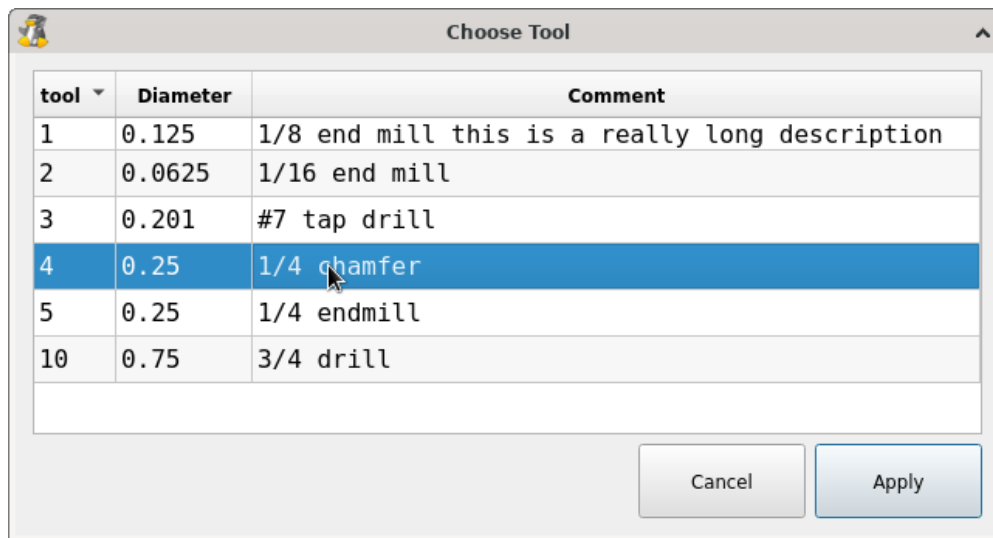 Choose Tool
tool Diameter Comment
1 0.125 1/8 end mill this is a really long description
2 0.0625 1/16 end mill
3 0.201 #7 tap drill
4 0.25 1/4 chamfer
5 0.25 1/4 endmill
10 0.75 3/4 drill
Cancel Apply